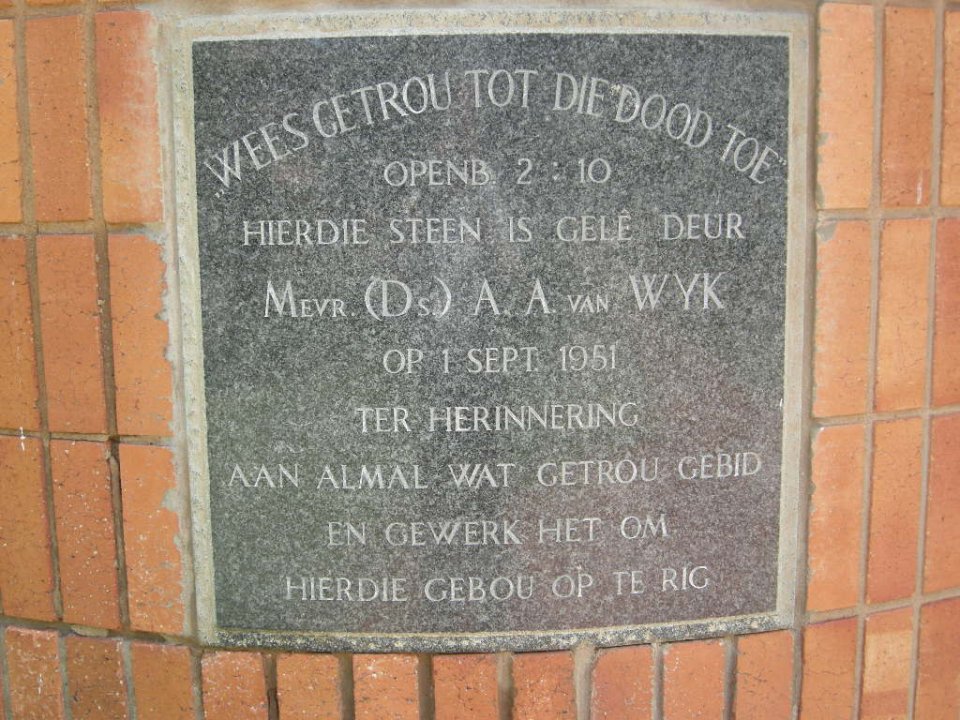 „WEES GETROU TOT DIE DOOD TOE"
OPENB. 2 : 10
HIERDIE STEEN IS GELÊ DEUR
MEVR. (DS.) A. A. VAN WYK
OP 1 SEPT. 1951
TER HERINNERING
AAN ALMAL WAT GETROU GEBID
EN GEWERK HET OM
HIERDIE GEBOU OP TE RIG